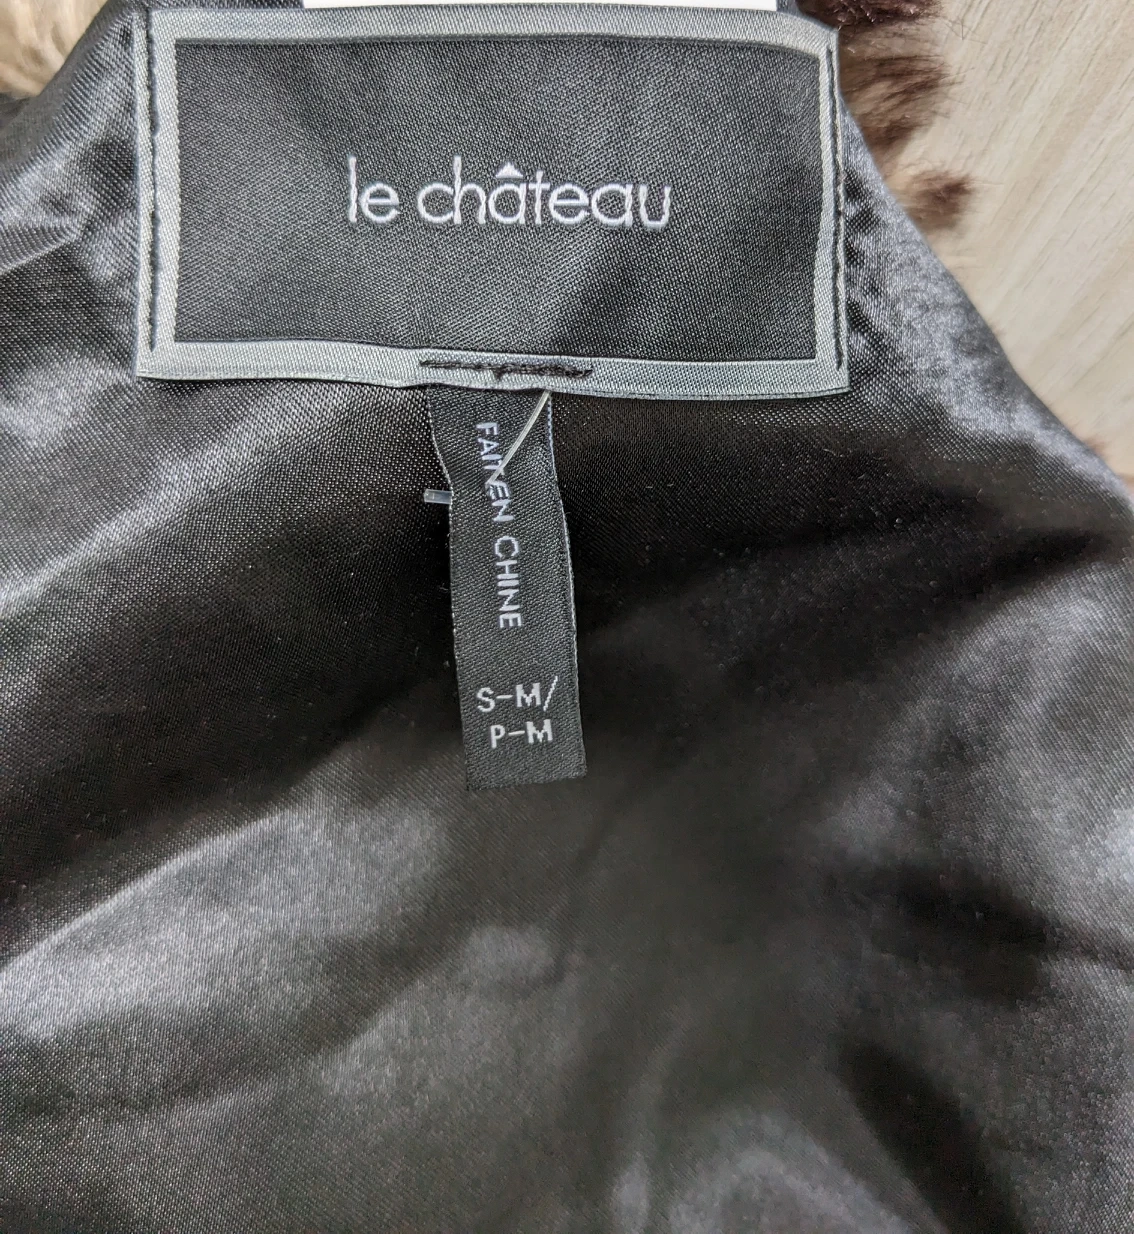 le château
FAIT EN CHINE
S-M/
P-M